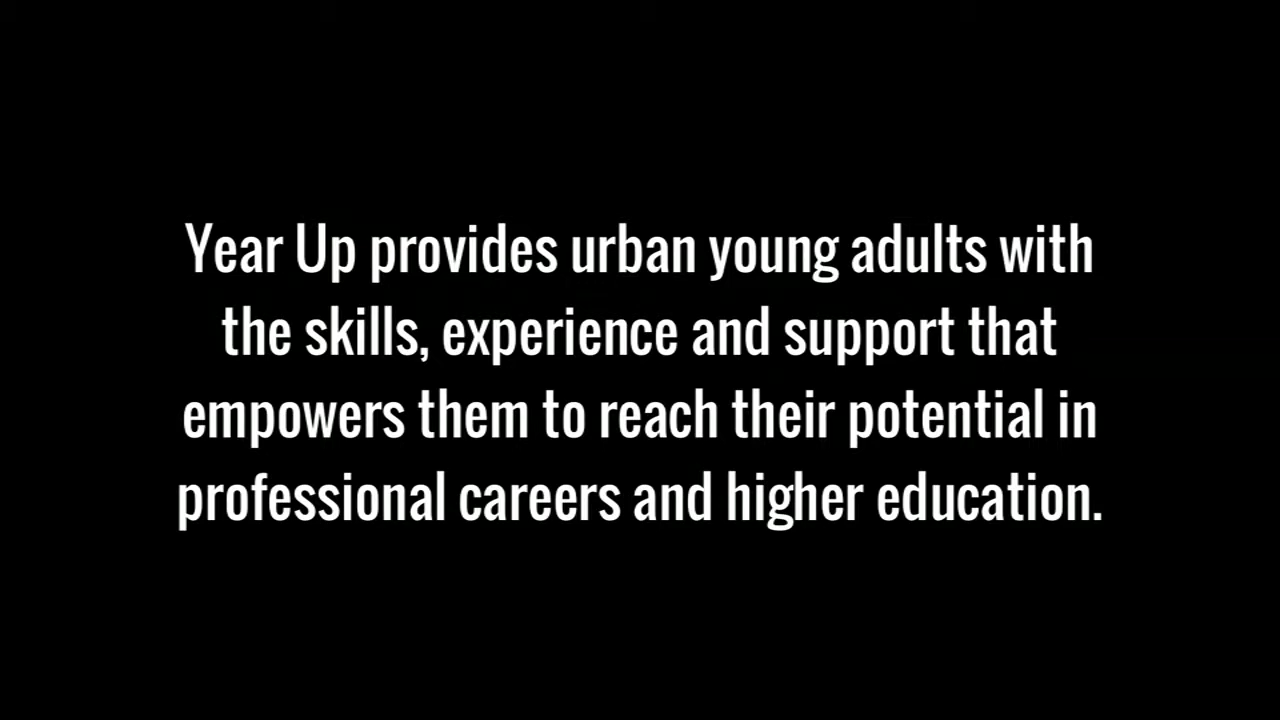 Year Up provides urban young adults with
the skills, experience and support that
empowers them to reach their potential in
professional careers and higher education.